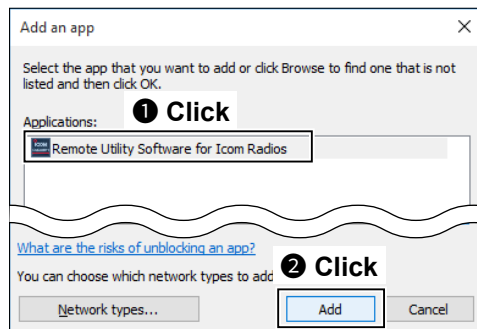 Add an app
Select the app that you want to add or click Browse to find one that is not
listed and then click OK.
❶ Click
Applications:
Remote Utility Software for Icom Radios
What are the risks of unblocking an app?
You can choose which network types to add
❷ Click
Network types...
Add
Cancel